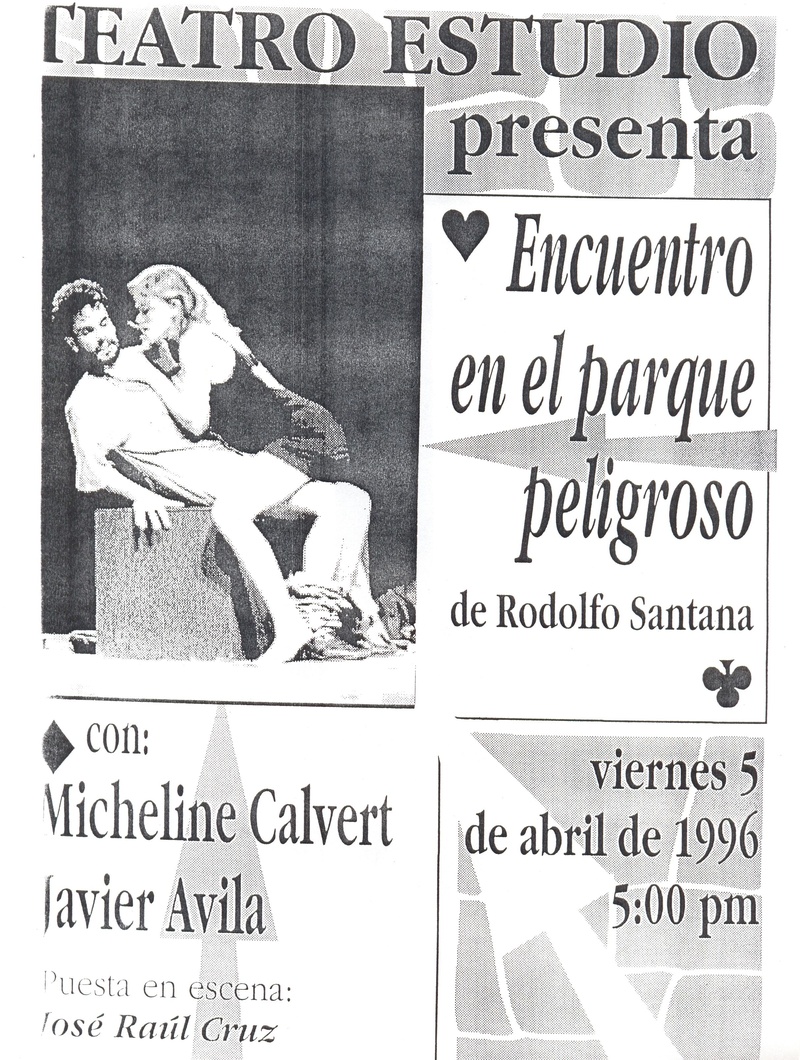 TEATRO ESTUDIO
presenta
Encuentro
en el parque
peligroso
de Rodolfo Santana
con:
Micheline Calvert
Javier Avila
Puesta en escena:
José Raúl Cruz
viernes 5
de abril de 1996
5:00 pm